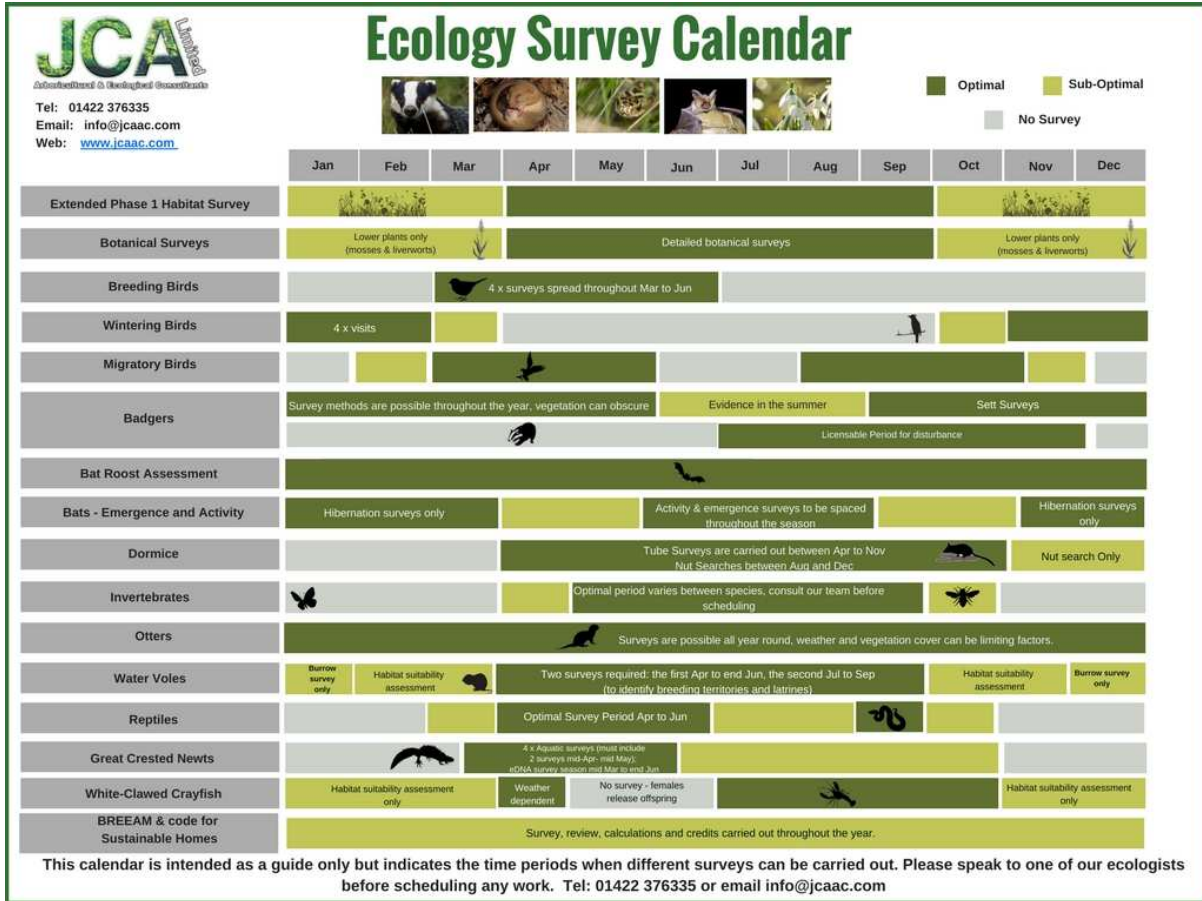 JCA
Limited
Arboricultural & Ecological Consultants
Tel: 01422 376335
Email: info@jcaac.com
Web: www.jcaac.com
Ecology Survey Calendar
Optimal
Sub-Optimal
No Survey
Jan Feb Mar Apr May Jun Jul Aug Sep Oct Nov Dec
Extended Phase 1 Habitat Survey
Botanical Surveys
Lower plants only
(mosses & liverworts)
Detailed botanical surveys
Lower plants only
(mosses & liverworts)
Breeding Birds
4 x surveys spread throughout Mar to Jun
Wintering Birds
4 x visits
Migratory Birds
Badgers
Survey methods are possible throughout the year, vegetation can obscure
Evidence in the summer
Sett Surveys
Licensable Period for disturbance
Bat Roost Assessment
Bats - Emergence and Activity
Hibernation surveys only
Activity & emergence surveys to be spaced
throughout the season
Hibernation surveys
only
Dormice
Tube Surveys are carried out between Apr to Nov
Nut Searches between Aug and Dec
Nut search Only
Invertebrates
Optimal period varies between species, consult our team before
scheduling
Otters
Surveys are possible all year round, weather and vegetation cover can be limiting factors.
Water Voles
Burrow
survey
only
Habitat suitability
assessment
Two surveys required: the first Apr to end Jun, the second Jul to Sep
(to identify breeding territories and latrines)
Habitat suitability
assessment
Burrow survey
only
Reptiles
Optimal Survey Period Apr to Jun
Great Crested Newts
4 x Aquatic surveys (must include
2 surveys mid-Apr- mid May);
eDNA survey season mid Mar to end Jun
White-Clawed Crayfish
Habitat suitability assessment
only
Weather
dependent
No survey - females
release offspring
Habitat suitability assessment
only
BREEAM & code for
Sustainable Homes
Survey, review, calculations and credits carried out throughout the year.
This calendar is intended as a guide only but indicates the time periods when different surveys can be carried out. Please speak to one of our ecologists
before scheduling any work. Tel: 01422 376335 or email info@jcaac.com